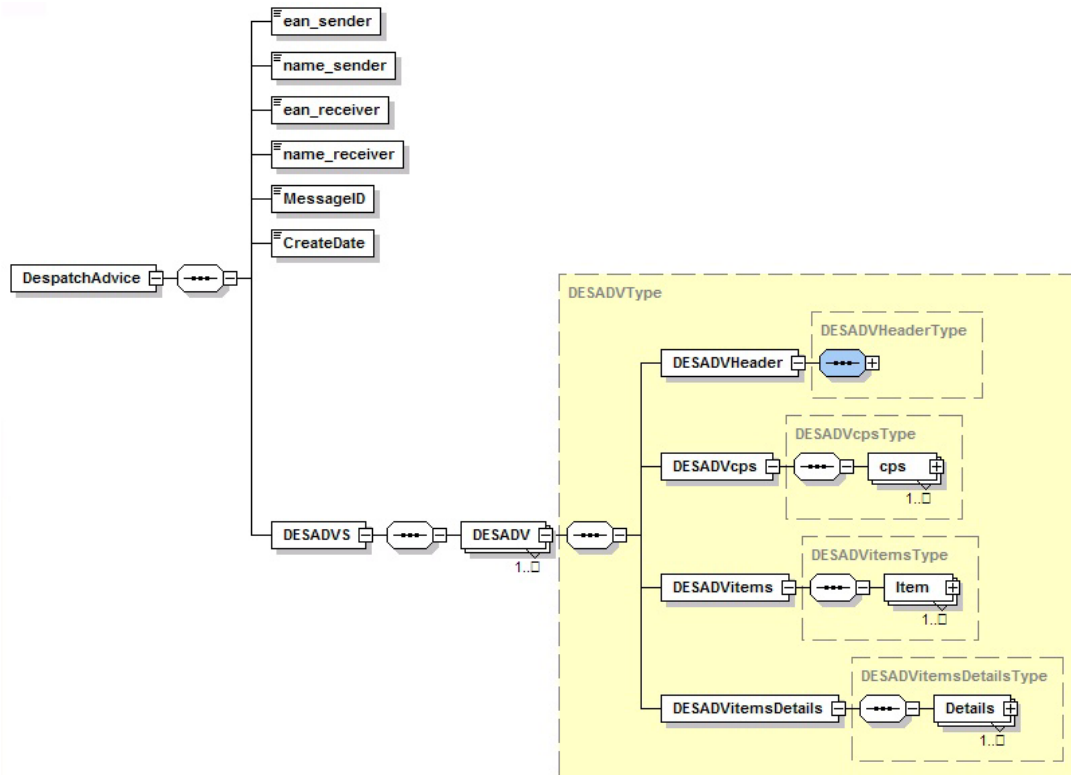 ean_sender
name_sender
ean_receiver
name_receiver
MessageID
CreateDate
DespatchAdvice
DESADVS
DESADV
1..□
DESADVType
DESADVHeader
DESADVHeaderType
DESADVcps
DESADVcpsType
cps
1..□
DESADVitems
DESADVitemsType
Item
1..□
DESADVitemsDetails
DESADVitemsDetailsType
Details
1..□